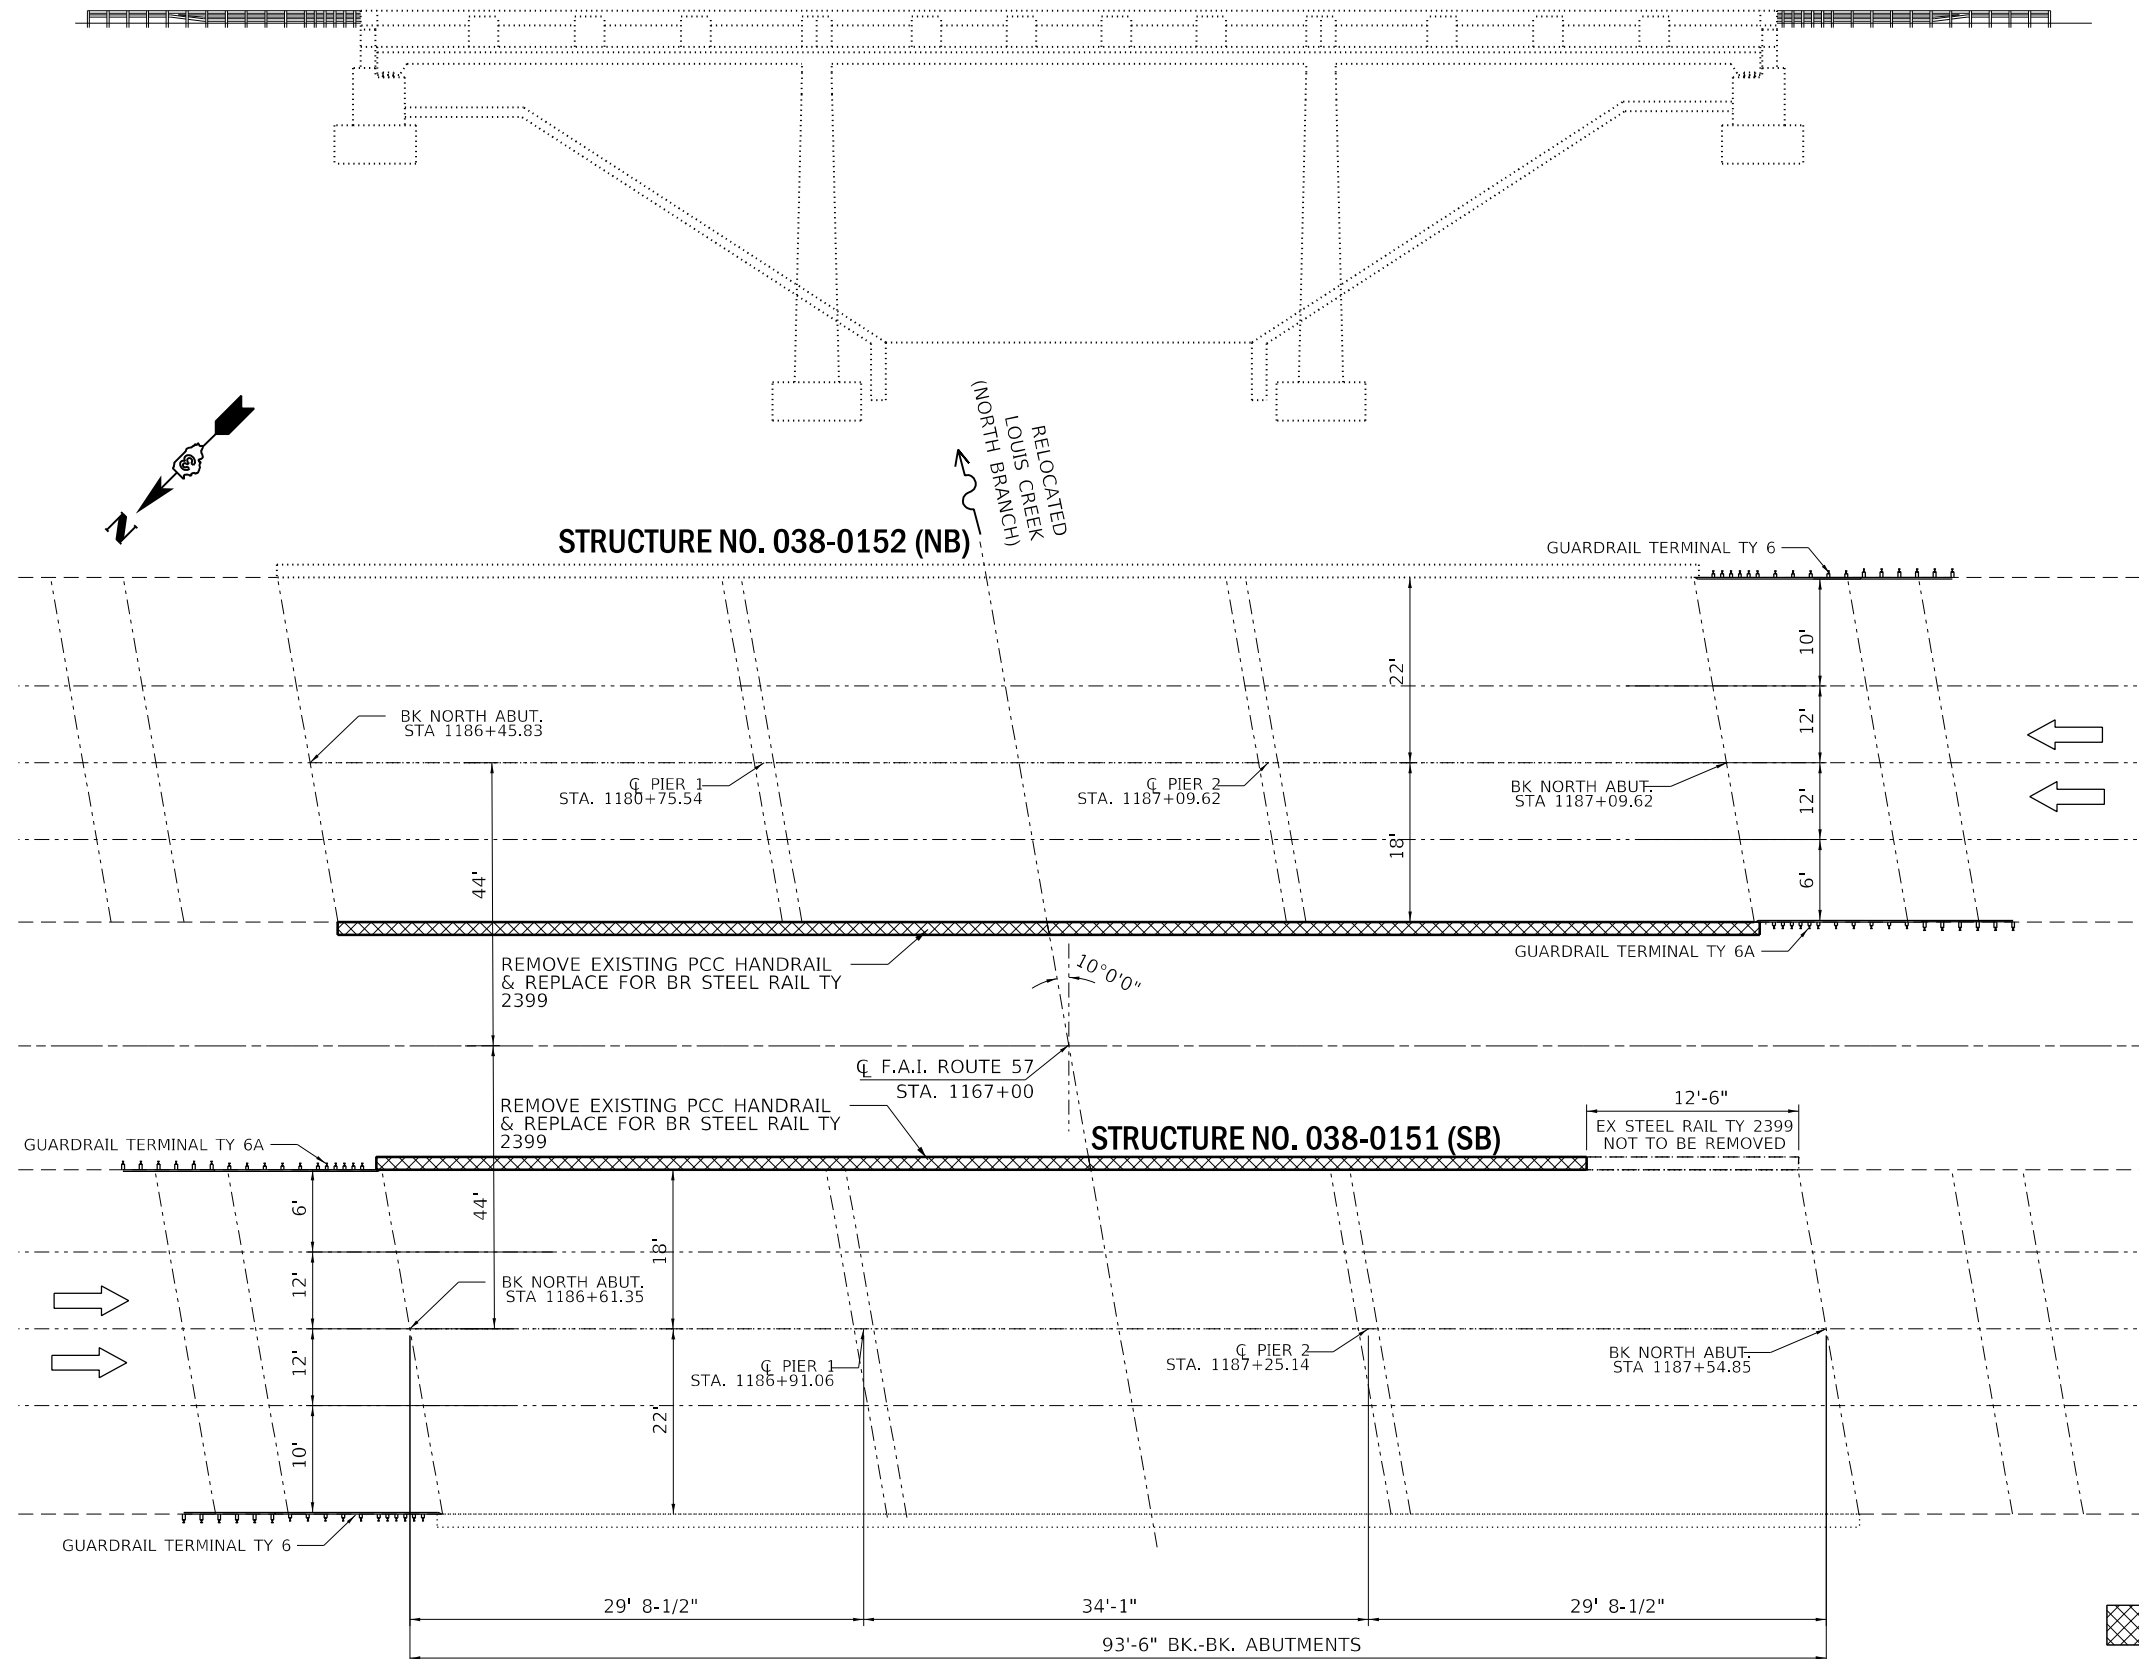 N
RELOCATED
LOUIS CREEK
(NORTH BRANCH)
STRUCTURE NO. 038-0152 (NB)
GUARDRAIL TERMINAL TY 6
10'
22'
12'
BK NORTH ABUT.
STA 1186+45.83
℄ PIER 1
STA. 1180+75.54
℄ PIER 2
STA. 1187+09.62
BK NORTH ABUT.
STA 1187+09.62
12'
18'
44'
6'
GUARDRAIL TERMINAL TY 6A
REMOVE EXISTING PCC HANDRAIL
& REPLACE FOR BR STEEL RAIL TY
2399
10°0'0"
℄ F.A.I. ROUTE 57
STA. 1167+00
REMOVE EXISTING PCC HANDRAIL
& REPLACE FOR BR STEEL RAIL TY
2399
12'-6"
EX STEEL RAIL TY 2399
NOT TO BE REMOVED
STRUCTURE NO. 038-0151 (SB)
GUARDRAIL TERMINAL TY 6A
6'
44'
18'
12'
BK NORTH ABUT.
STA 1186+61.35
12'
℄ PIER 1
STA. 1186+91.06
℄ PIER 2
STA. 1187+25.14
BK NORTH ABUT.
STA 1187+54.85
22'
10'
GUARDRAIL TERMINAL TY 6
29' 8-1/2"
34'-1"
29' 8-1/2"
93'-6" BK.-BK. ABUTMENTS